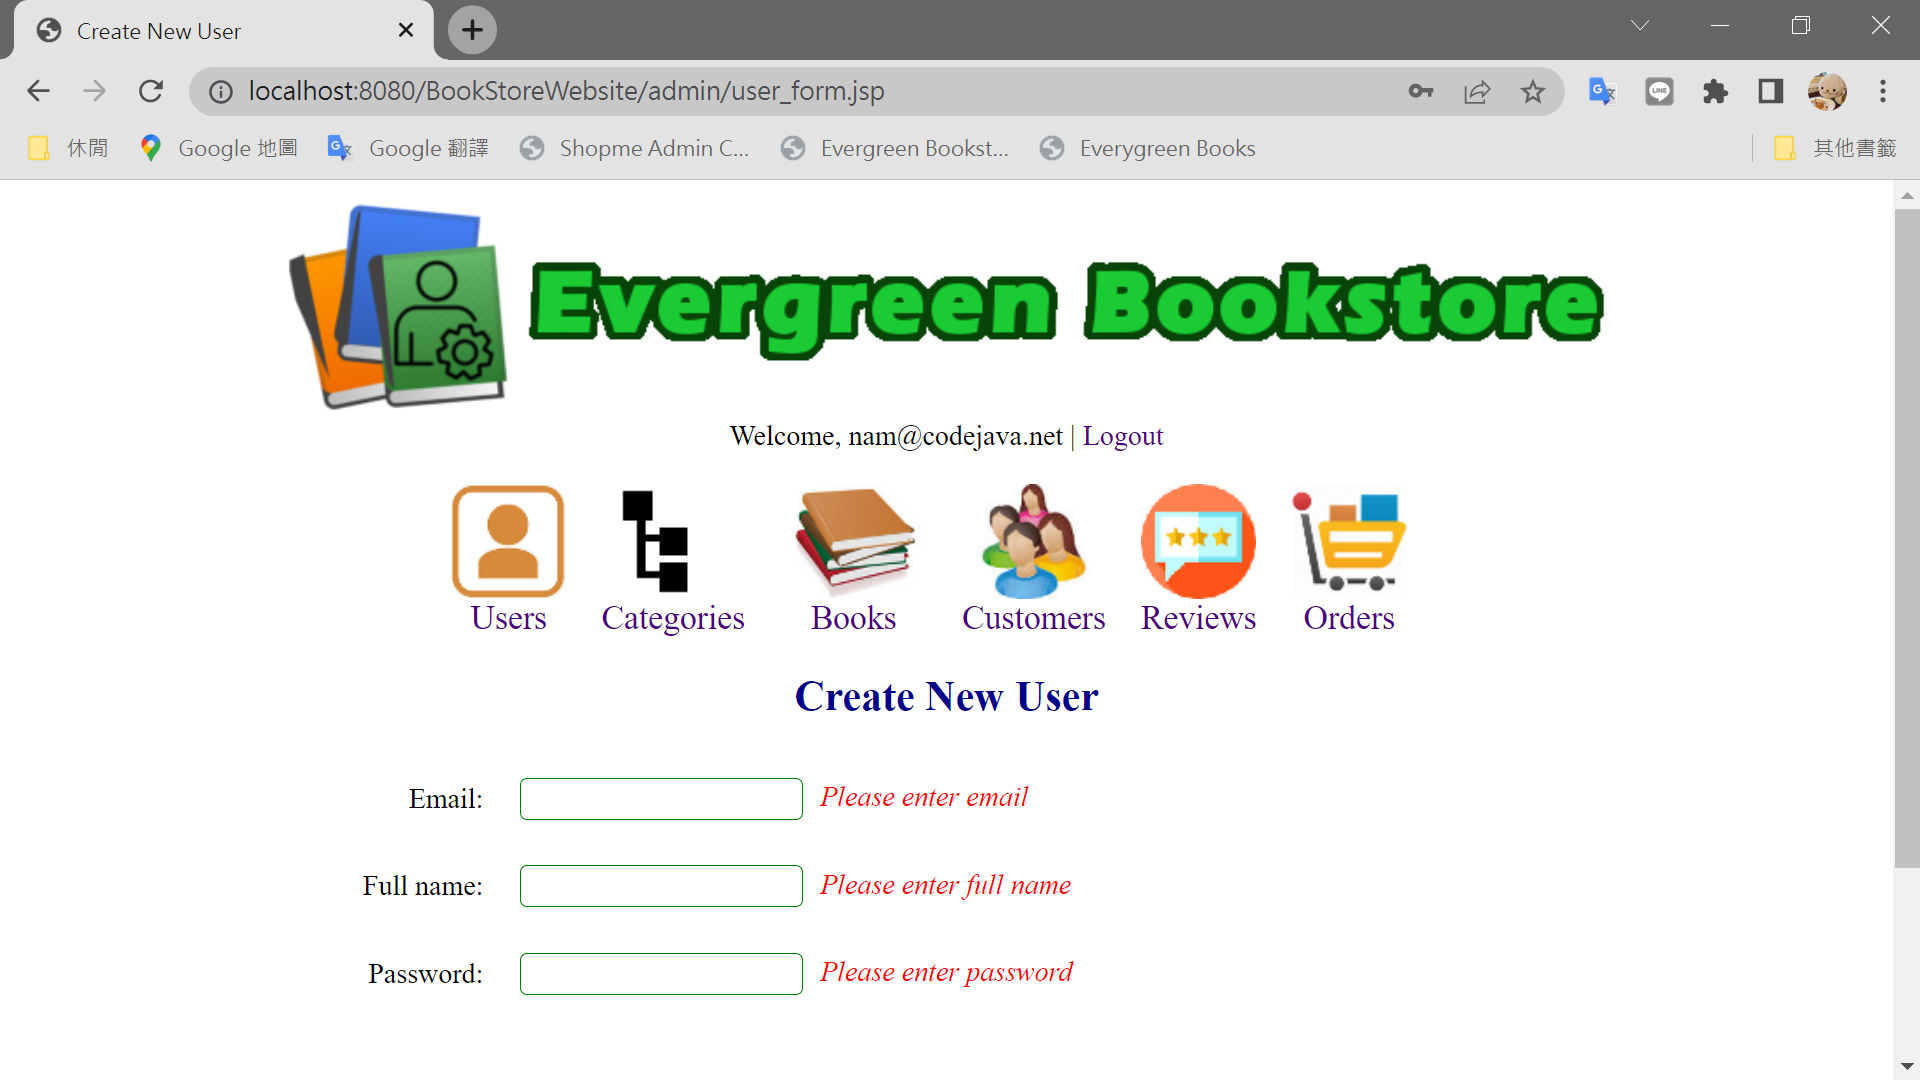 Create New User
localhost:8080/BookStoreWebsite/admin/user_form.jsp
LINE
休閒
Google 地圖
Google 翻譯
Shopme Admin C...
Evergreen Bookst...
Everygreen Books
其他書籤
Evergreen Bookstore
Welcome, nam@codejava.net | Logout
Users
Categories
Books
Customers
Reviews
Orders
Create New User
Email:
Please enter email
Full name:
Please enter full name
Password:
Please enter password